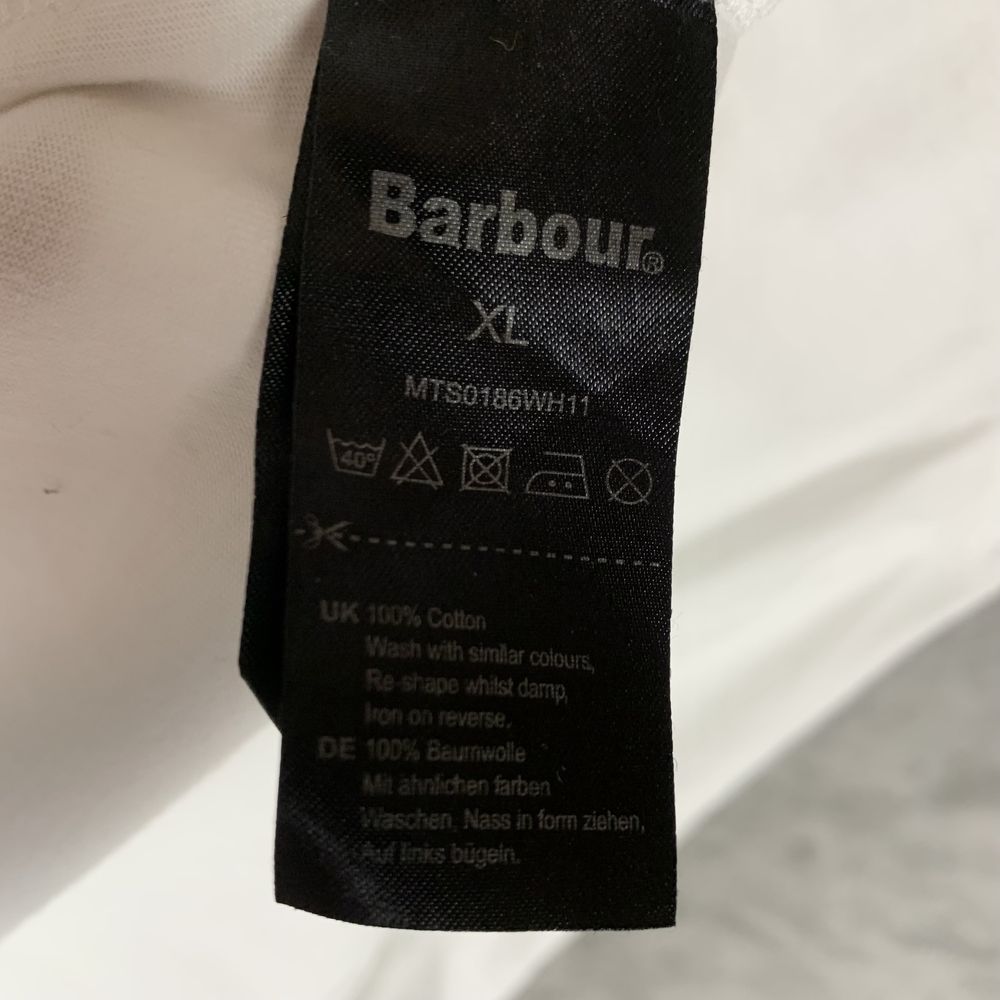 Barbour®
XL
MTS0186WH11
40°
UK 100% Cotton
Wash with similar colours,
Re-shape whilst damp,
Iron on reverse.
DE 100% Baumwolle
Mit ähnlichen farben
Waschen. Nass in form ziehen,
Auf links bügeln.